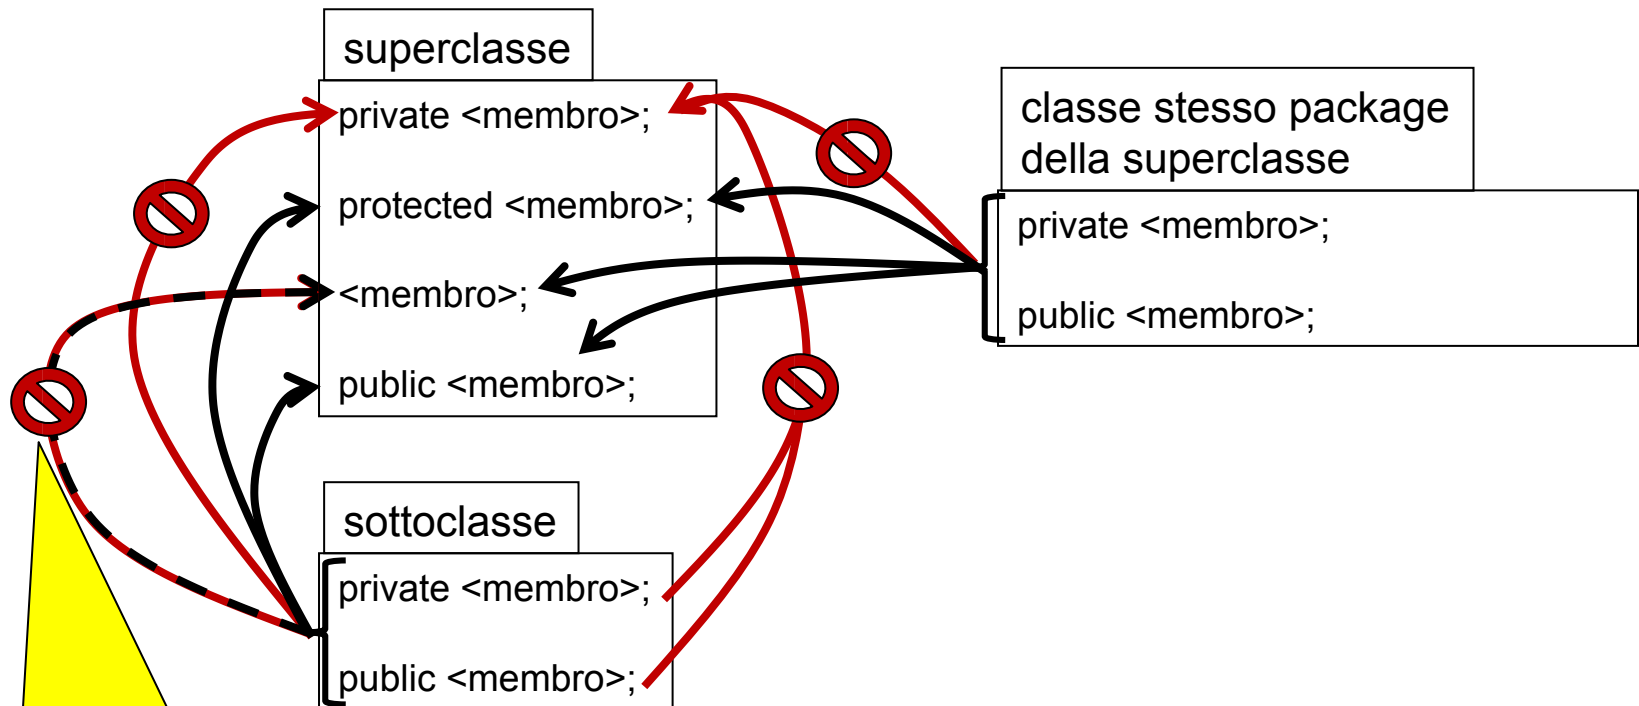 superclasse
private <membro>;
protected <membro>;
<membro>;
public <membro>;
classe stesso package
della superclasse
private <membro>;
public <membro>;
sottoclasse
private <membro>;
public <membro>;